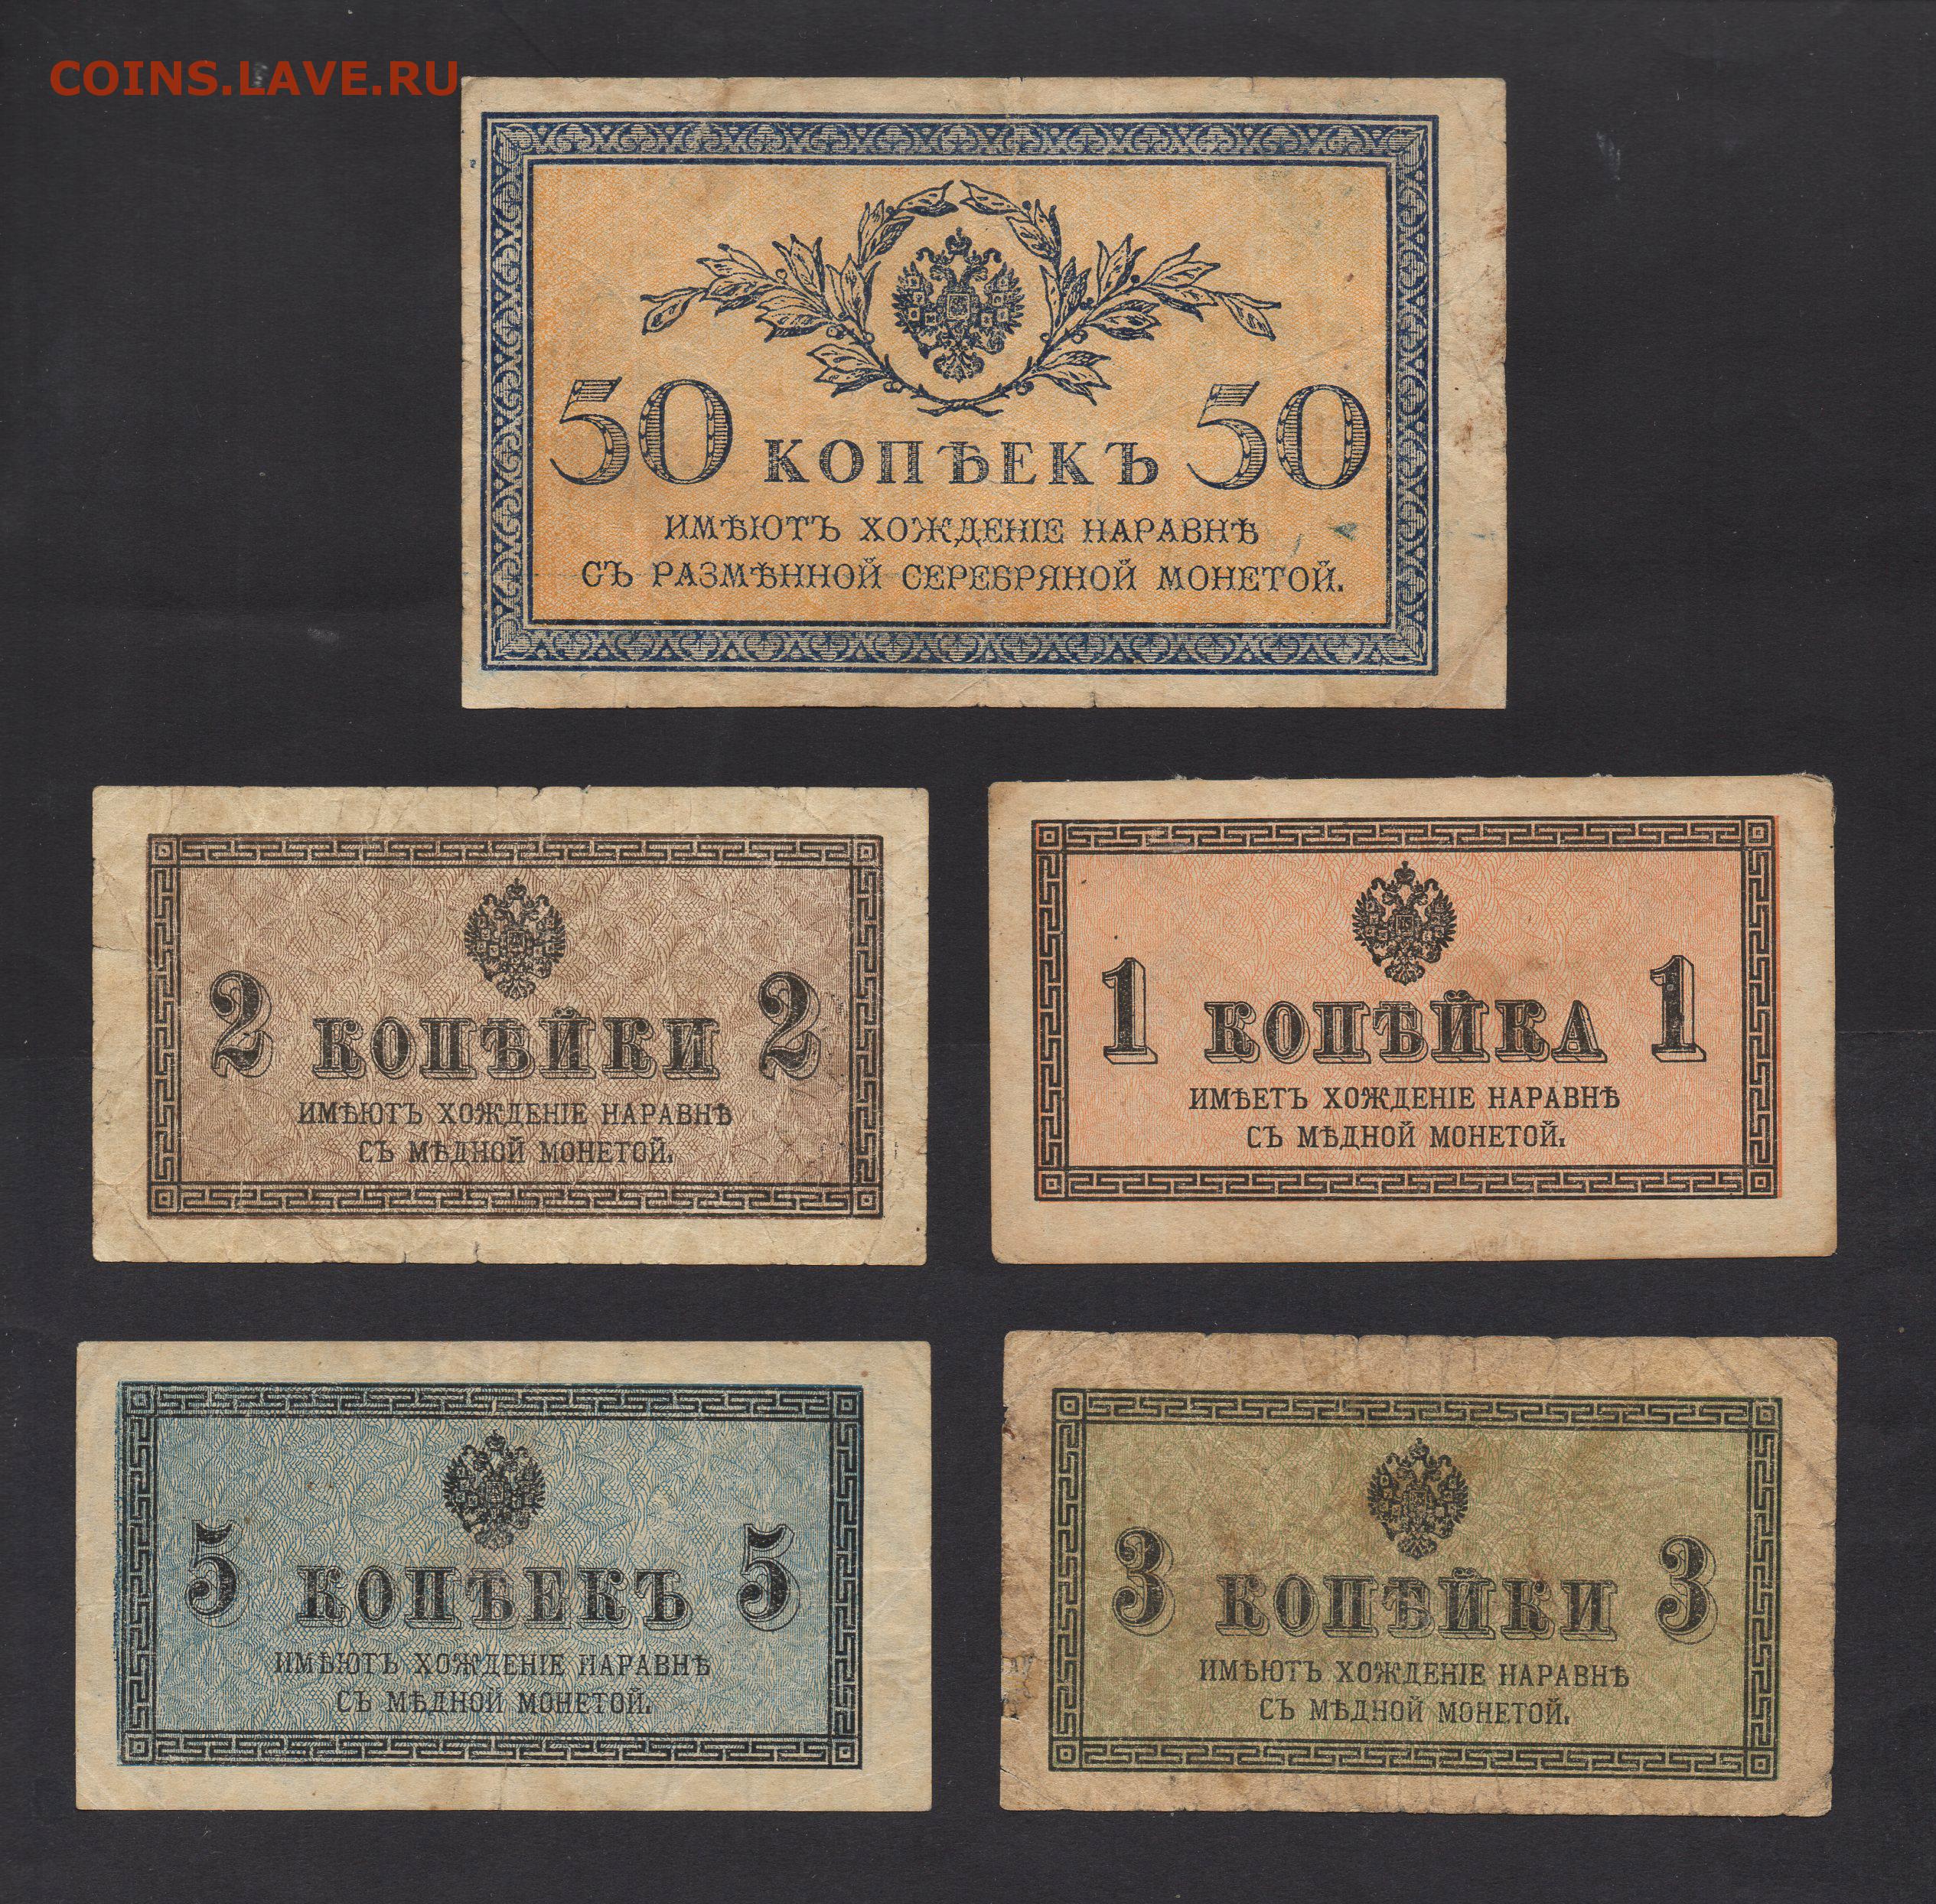 COINS.LAVE.RU
50 КОПѢЕКЪ 50
ИМѢЮТЪ ХОЖДЕНІЕ НАРАВНѢ
СЪ РАЗМѢННОЙ СЕРЕБРЯНОЙ МОНЕТОЙ.
2 КОПѢЙКИ 2
ИМѢЮТЪ ХОЖДЕНІЕ НАРАВНѢ
СЪ МѢДНОЙ МОНЕТОЙ.
1 КОПѢЙКА 1
ИМѢЕТЪ ХОЖДЕНІЕ НАРАВНѢ
СЪ МѢДНОЙ МОНЕТОЙ.
5 КОПѢЕКЪ 5
ИМѢЮТЪ ХОЖДЕНІЕ НАРАВНѢ
СЪ МѢДНОЙ МОНЕТОЙ.
3 КОПѢЙКИ 3
ИМѢЮТЪ ХОЖДЕНІЕ НАРАВНѢ
СЪ МѢДНОЙ МОНЕТОЙ.